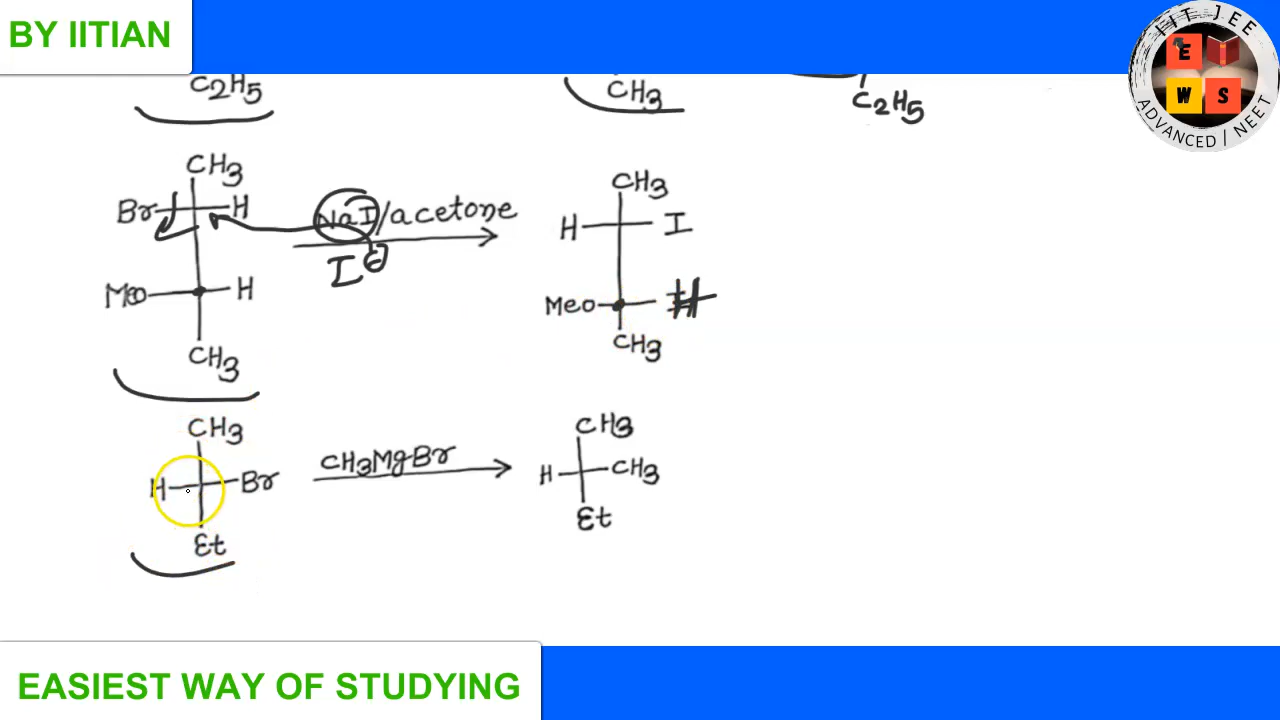 BY IITIAN
IIT JEE
E
W S
ADVANCED / NEET
C2H5
CH3
C2H5
CH3
Br H
NaI/acetone
I⊖
MeO H
CH3
CH3
H I
Meo H
CH3
CH3
H Br
Et
CH3MgBr
CH3
H CH3
Et
EASIEST WAY OF STUDYING